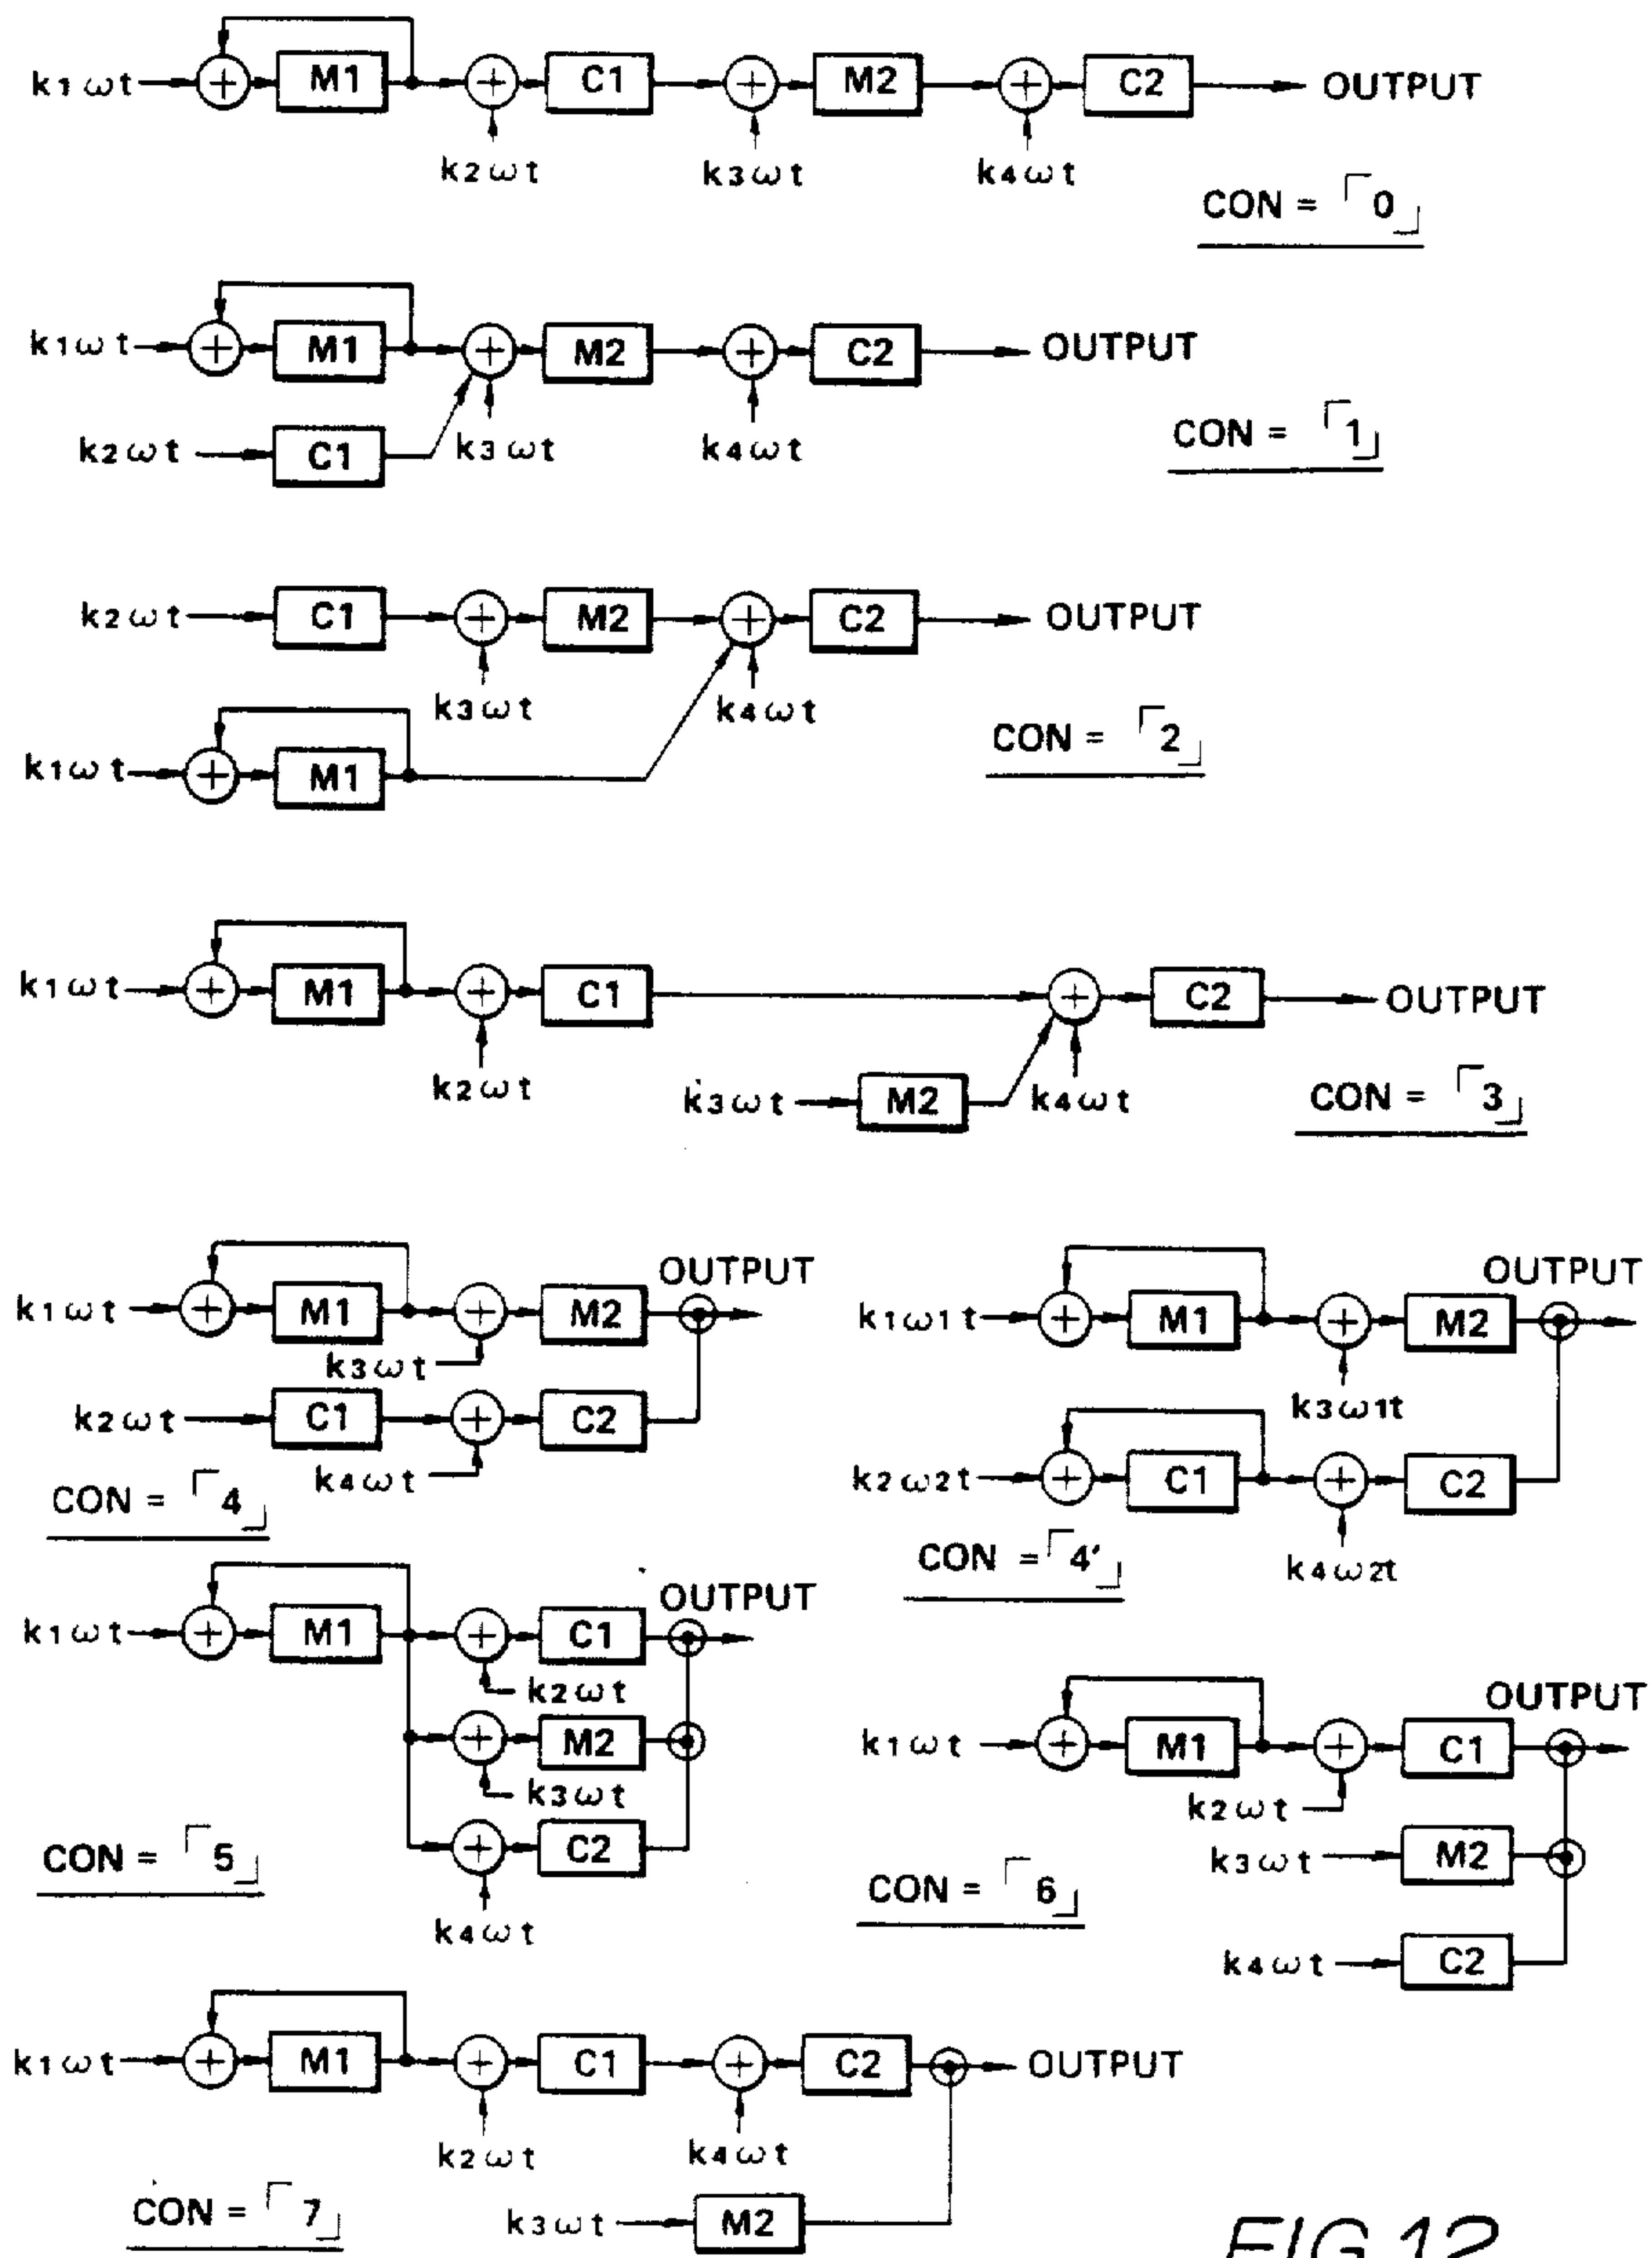 k1ωt M1 C1 M2 C2 OUTPUT
k2ωt k3ωt k4ωt
CON = 「0」
k1ωt M1 M2 C2 OUTPUT
k2ωt C1 k3ωt k4ωt
CON = 「1」
k2ωt C1 M2 C2 OUTPUT
k3ωt k4ωt
k1ωt M1
CON = 「2」
k1ωt M1 C1 C2 OUTPUT
k2ωt k3ωt M2 k4ωt
CON = 「3」
OUTPUT
k1ωt M1 M2
k3ωt
k2ωt C1 C2
k4ωt
CON = 「4」
OUTPUT
k1ω1t M1 M2
k3ω1t
k2ω2t C1 C2
k4ω2t
CON = 「4'」
OUTPUT
k1ωt M1 C1
k2ωt
M2
k3ωt
C2
k4ωt
CON = 「5」
OUTPUT
k1ωt M1 C1
k2ωt
k3ωt M2
k4ωt C2
CON = 「6」
k1ωt M1 C1 C2 OUTPUT
k2ωt k4ωt
k3ωt M2
CON = 「7」
FIG.12